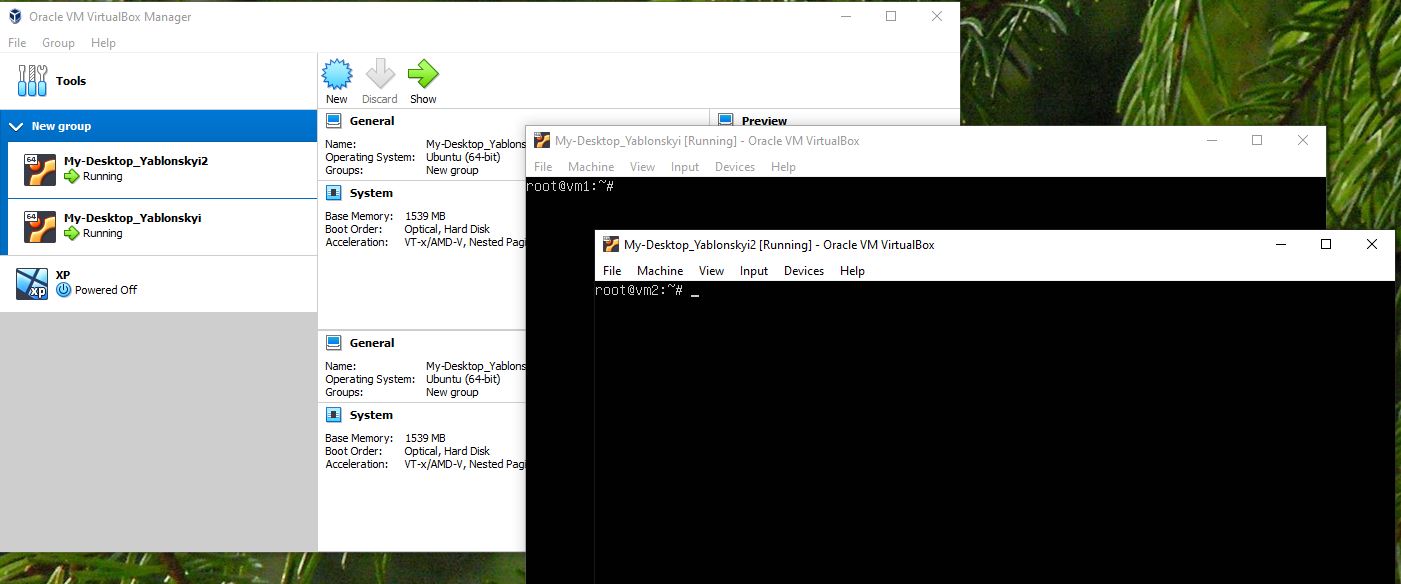 Oracle VM VirtualBox Manager
File Group Help
Tools
New Discard Show
New group
64
My-Desktop_Yablonskyi2
Running
64
My-Desktop_Yablonskyi
Running
XP
XP
Powered Off
General
Name: My-Desktop_Yablons
Operating System: Ubuntu (64-bit)
Groups: New group
System
Base Memory: 1539 MB
Boot Order: Optical, Hard Disk
Acceleration: VT-x/AMD-V, Nested Pagi
General
Name: My-Desktop_Yablons
Operating System: Ubuntu (64-bit)
Groups: New group
System
Base Memory: 1539 MB
Boot Order: Optical, Hard Disk
Acceleration: VT-x/AMD-V, Nested Pagi
Preview
My-Desktop_Yablonskyi [Running] - Oracle VM VirtualBox
File Machine View Input Devices Help
root@vm1:~#
My-Desktop_Yablonskyi2 [Running] - Oracle VM VirtualBox
File Machine View Input Devices Help
root@vm2:~# _